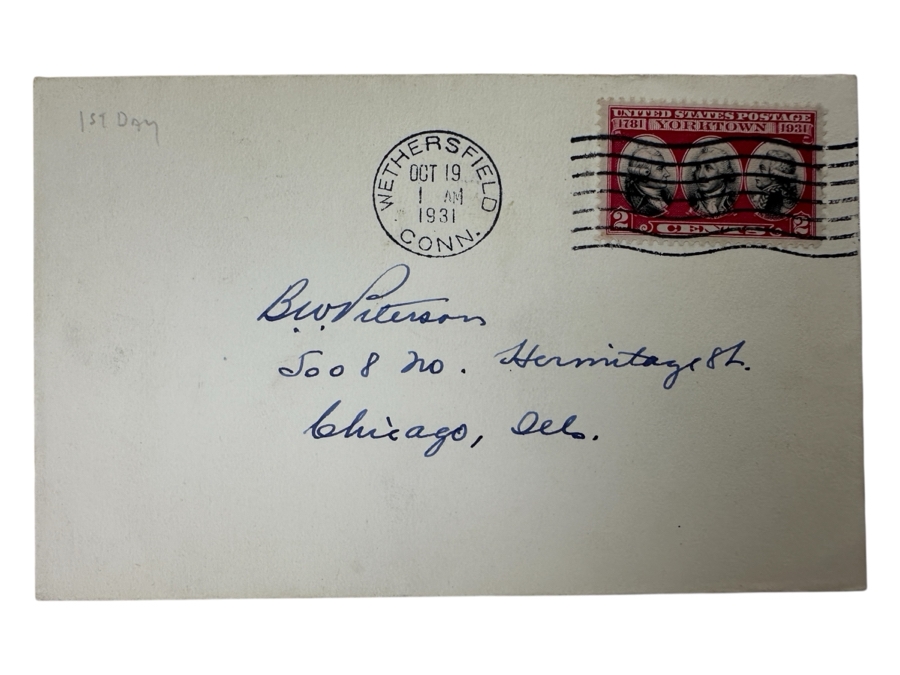 1st Day
WETHERSFIELD
OCT 19
1 AM
1931
CONN.
UNITED STATES POSTAGE
1781 YORKTOWN 1931
2 CENTS 2
B.W. Peterson
5008 No. Hermitage St.
Chicago, Ills.